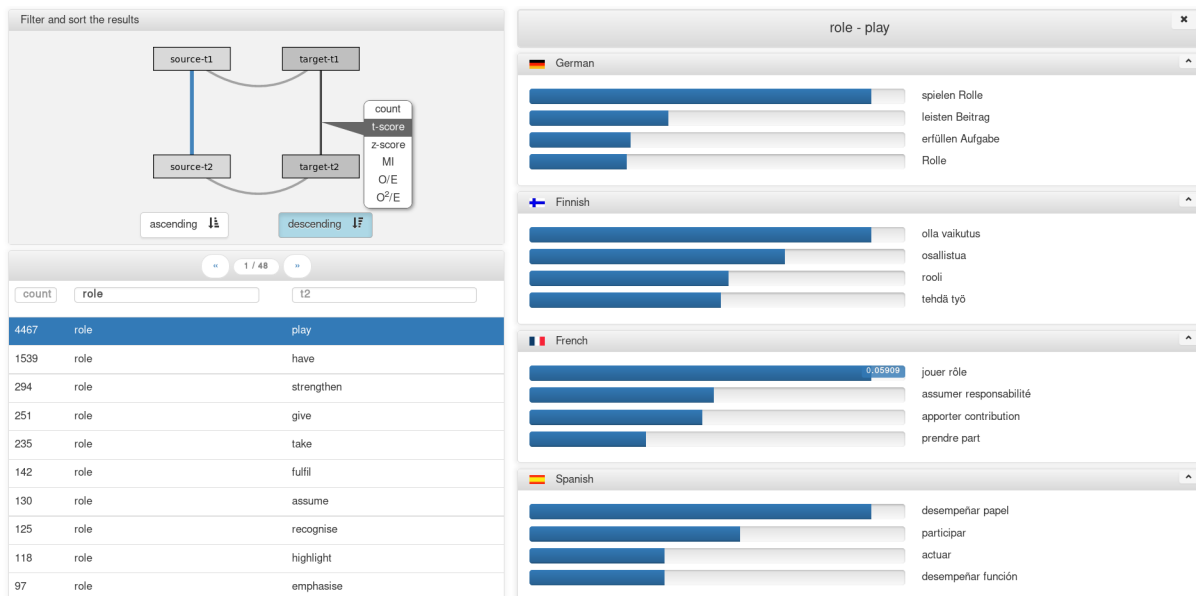 Filter and sort the results
source-t1
target-t1
count
t-score
z-score
MI
O/E
O²/E
source-t2
target-t2
ascending
descending
« 1 / 48 »
count role t2
4467 role play
1539 role have
294 role strengthen
251 role give
235 role take
142 role fulfil
130 role assume
125 role recognise
118 role highlight
97 role emphasise
role - play
German
spielen Rolle
leisten Beitrag
erfüllen Aufgabe
Rolle
Finnish
olla vaikutus
osallistua
rooli
tehdä työ
French
0.05909 jouer rôle
assumer responsabilité
apporter contribution
prendre part
Spanish
desempeñar papel
participar
actuar
desempeñar función